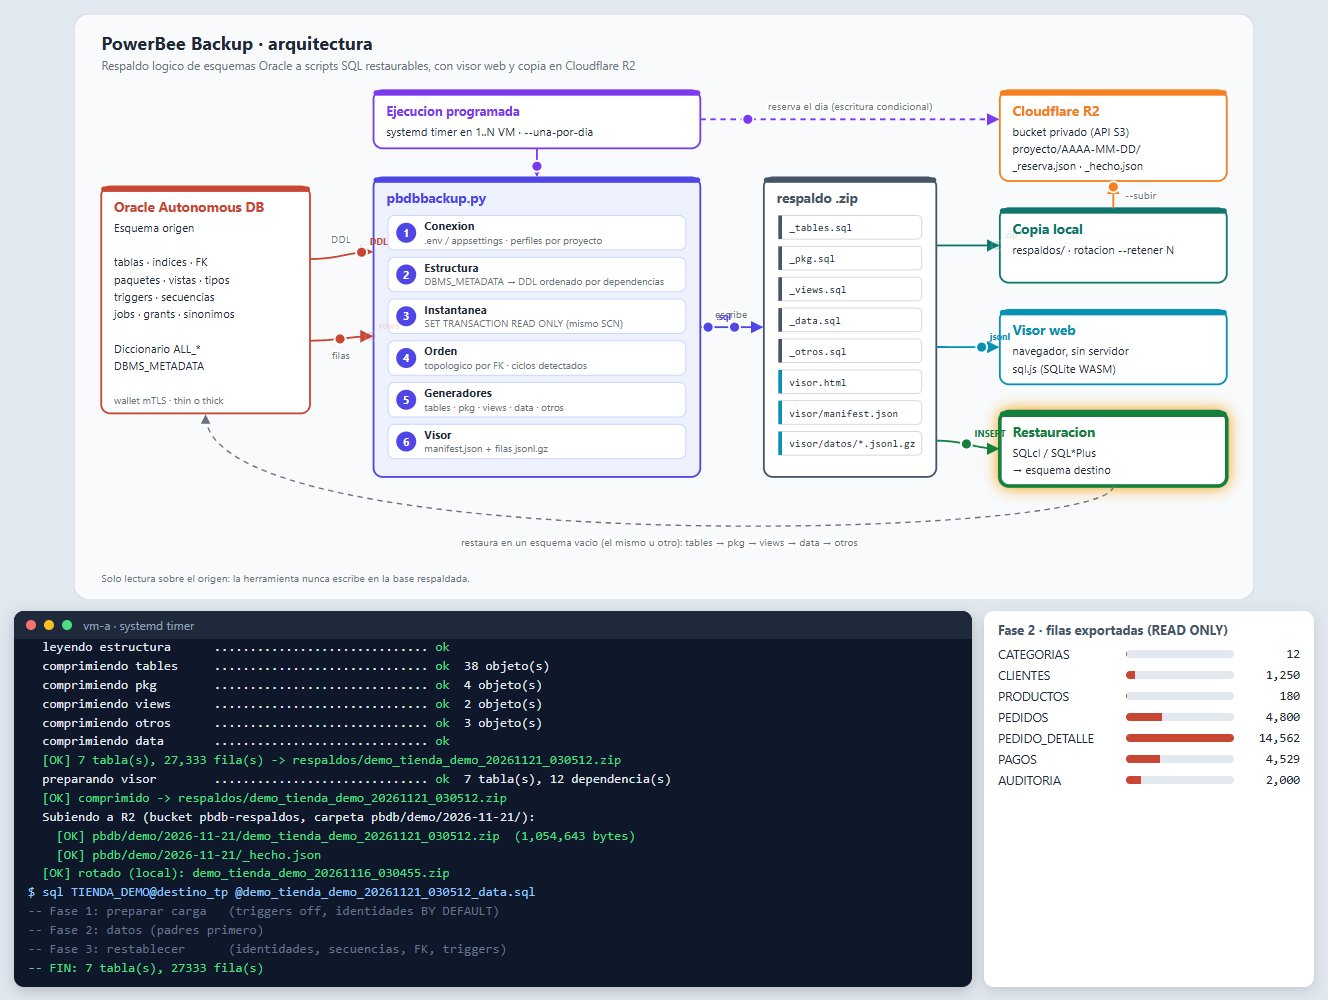 PowerBee Backup · arquitectura
Respaldo logico de esquemas Oracle a scripts SQL restaurables, con visor web y copia en Cloudflare R2
Ejecucion programada
systemd timer en 1..N VM · --una-por-dia
reserva el dia (escritura condicional)
Cloudflare R2
bucket privado (API S3)
proyecto/AAAA-MM-DD/
_reserva.json · _hecho.json
--subir
Oracle Autonomous DB
Esquema origen
tablas · indices · FK
paquetes · vistas · tipos
triggers · secuencias
jobs · grants · sinonimos
Diccionario ALL_*
DBMS_METADATA
wallet mTLS · thin o thick
DDL
DDL
filas
pbdbbackup.py
1 Conexion
.env / appsettings · perfiles por proyecto
2 Estructura
DBMS_METADATA → DDL ordenado por dependencias
3 Instantanea
SET TRANSACTION READ ONLY (mismo SCN)
4 Orden
topologico por FK · ciclos detectados
5 Generadores
tables · pkg · views · data · otros
6 Visor
manifest.json + filas jsonl.gz
escribe
.sql
respaldo .zip
_tables.sql
_pkg.sql
_views.sql
_data.sql
_otros.sql
visor.html
visor/manifest.json
visor/datos/*.jsonl.gz
Copia local
respaldos/ · rotacion --retener N
jsonl
Visor web
navegador, sin servidor
sql.js (SQLite WASM)
INSERT
Restauracion
SQLcl / SQL*Plus
→ esquema destino
restaura en un esquema vacio (el mismo u otro): tables → pkg → views → data → otros
Solo lectura sobre el origen: la herramienta nunca escribe en la base respaldada.
vm-a · systemd timer
leyendo estructura .............................. ok
comprimiendo tables .............................. ok 38 objeto(s)
comprimiendo pkg .............................. ok 4 objeto(s)
comprimiendo views .............................. ok 2 objeto(s)
comprimiendo otros .............................. ok 3 objeto(s)
comprimiendo data .............................. ok
[OK] 7 tabla(s), 27,333 fila(s) -> respaldos/demo_tienda_demo_20261121_030512.zip
preparando visor .............................. ok 7 tabla(s), 12 dependencia(s)
[OK] comprimido -> respaldos/demo_tienda_demo_20261121_030512.zip
Subiendo a R2 (bucket pbdb-respaldos, carpeta pbdb/demo/2026-11-21/):
[OK] pbdb/demo/2026-11-21/demo_tienda_demo_20261121_030512.zip (1,054,643 bytes)
[OK] pbdb/demo/2026-11-21/_hecho.json
[OK] rotado (local): demo_tienda_demo_20261116_030455.zip
$ sql TIENDA_DEMO@destino_tp @demo_tienda_demo_20261121_030512_data.sql
-- Fase 1: preparar carga (triggers off, identidades BY DEFAULT)
-- Fase 2: datos (padres primero)
-- Fase 3: restablecer (identidades, secuencias, FK, triggers)
-- FIN: 7 tabla(s), 27333 fila(s)
Fase 2 · filas exportadas (READ ONLY)
CATEGORIAS 12
CLIENTES 1,250
PRODUCTOS 180
PEDIDOS 4,800
PEDIDO_DETALLE 14,562
PAGOS 4,529
AUDITORIA 2,000